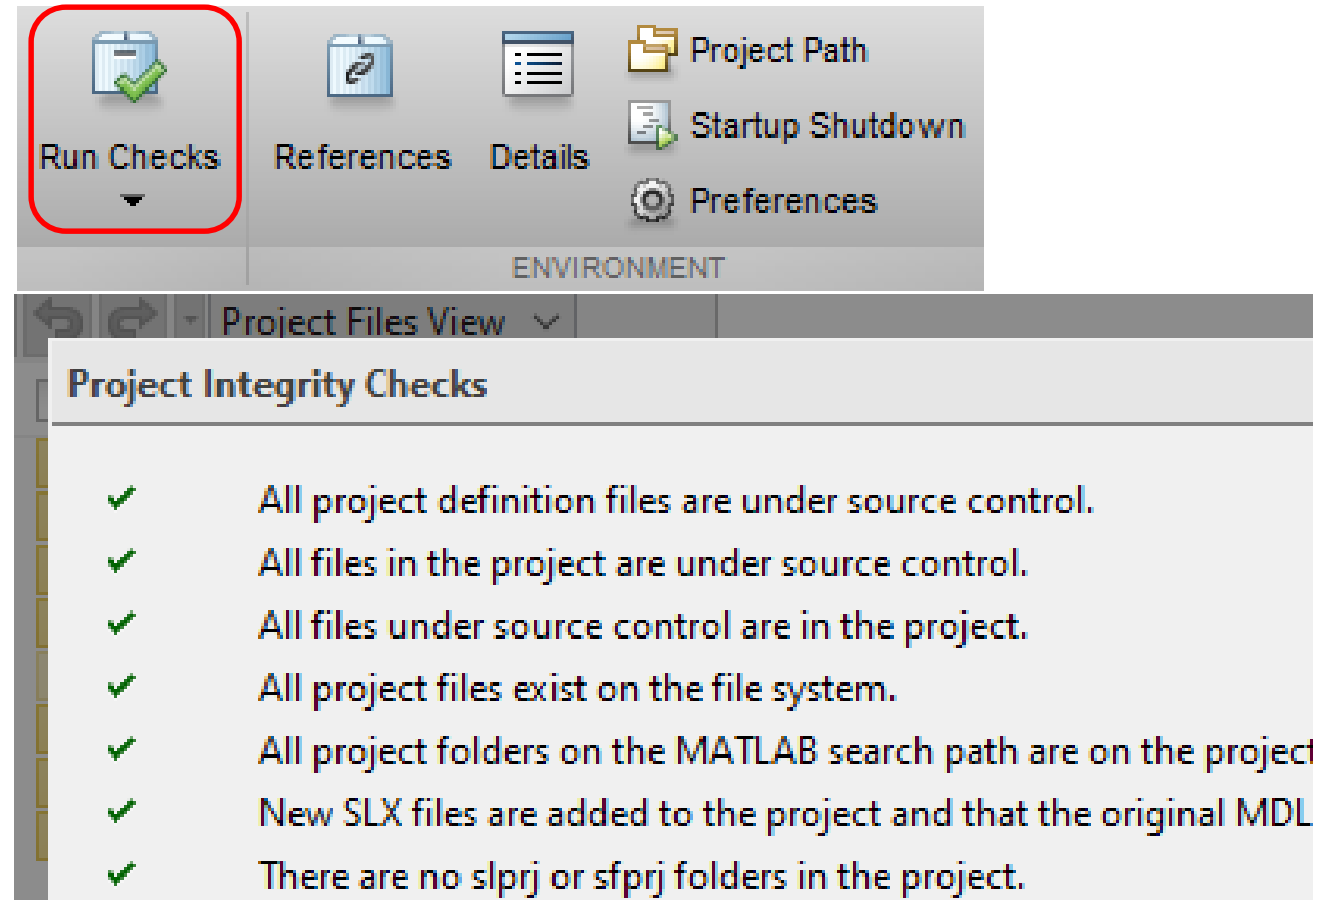 Project Path
Startup Shutdown
Run Checks References Details
Preferences
ENVIRONMENT
Project Files View
Project Integrity Checks
All project definition files are under source control.
All files in the project are under source control.
All files under source control are in the project.
All project files exist on the file system.
All project folders on the MATLAB search path are on the project
New SLX files are added to the project and that the original MDL
There are no slprj or sfprj folders in the project.